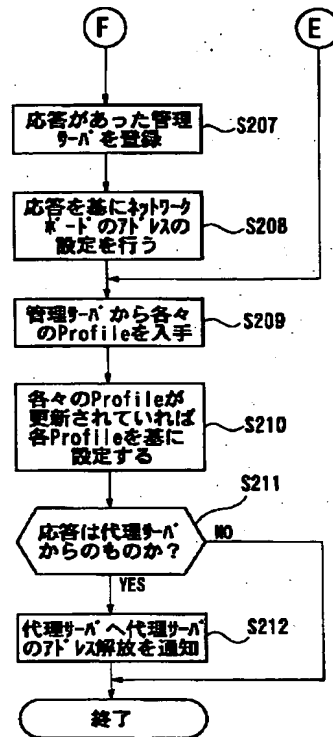 F
E
応答があった管理
ｻｰﾊﾞを登録
S207
応答を基にﾈｯﾄﾜｰｸ
ﾎﾞｰﾄﾞのｱﾄﾞﾚｽの
設定を行う
S208
管理ｻｰﾊﾞから各々
のProfileを入手
S209
各々のProfileが
更新されていれば
各Profileを基に
設定する
S210
S211
応答は代理ｻｰﾊﾞ
からのものか？
NO
YES
代理ｻｰﾊﾞへ代理ｻｰﾊﾞ
のｱﾄﾞﾚｽ解放を通知
S212
終了